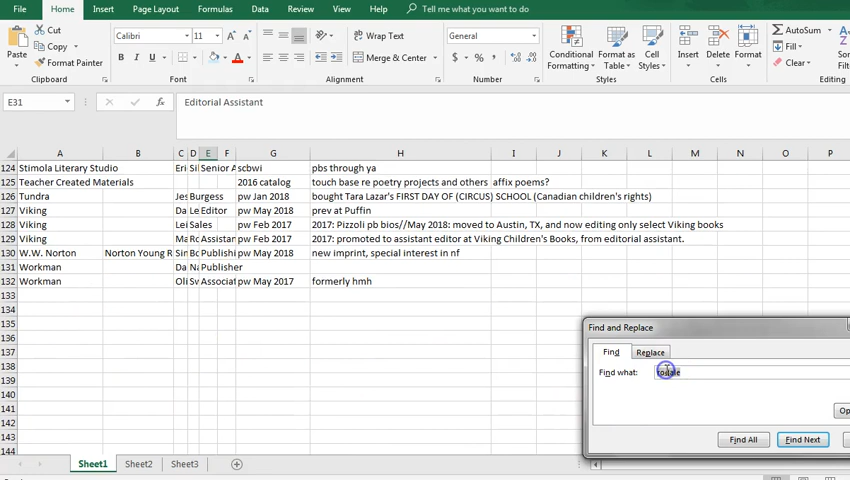 File Home Insert Page Layout Formulas Data Review View Help Tell me what you want to do
Cut Calibri 11 Wrap Text General AutoSum
Paste Copy Merge & Center Conditional Formatting Format as Table Cell Styles Insert Delete Format Fill
Format Painter Clear
Clipboard Font Alignment Number Styles Cells Editing
E31 fx Editorial Assistant
A B C D E F G H I J K L M N O P
124 Stimola Literary Studio Eri Sil Senior A scbwi pbs through ya
125 Teacher Created Materials 2016 catalog touch base re poetry projects and others affix poems?
126 Tundra Jes Burgess pw Jan 2018 bought Tara Lazar's FIRST DAY OF (CIRCUS) SCHOOL (Canadian children's rights)
127 Viking Da Le Editor pw May 2018 prev at Puffin
128 Viking Lei Sales pw Feb 2017 2017: Pizzoli pb bios//May 2018: moved to Austin, TX, and now editing only select Viking books
129 Viking Ma Ro Assistan pw Feb 2017 2017: promoted to assistant editor at Viking Children's Books, from editorial assistant.
130 W.W. Norton Norton Young R Sin Bo Publishi pw May 2018 new imprint, special interest in nf
131 Workman Da Na Publisher
132 Workman Oli Sv Associat pw May 2017 formerly hmh
133
134
135
136
137
138
139
140
141
142
143
144
Find and Replace
Find Replace
Find what: rodale
Op
Find All Find Next
Sheet1 Sheet2 Sheet3